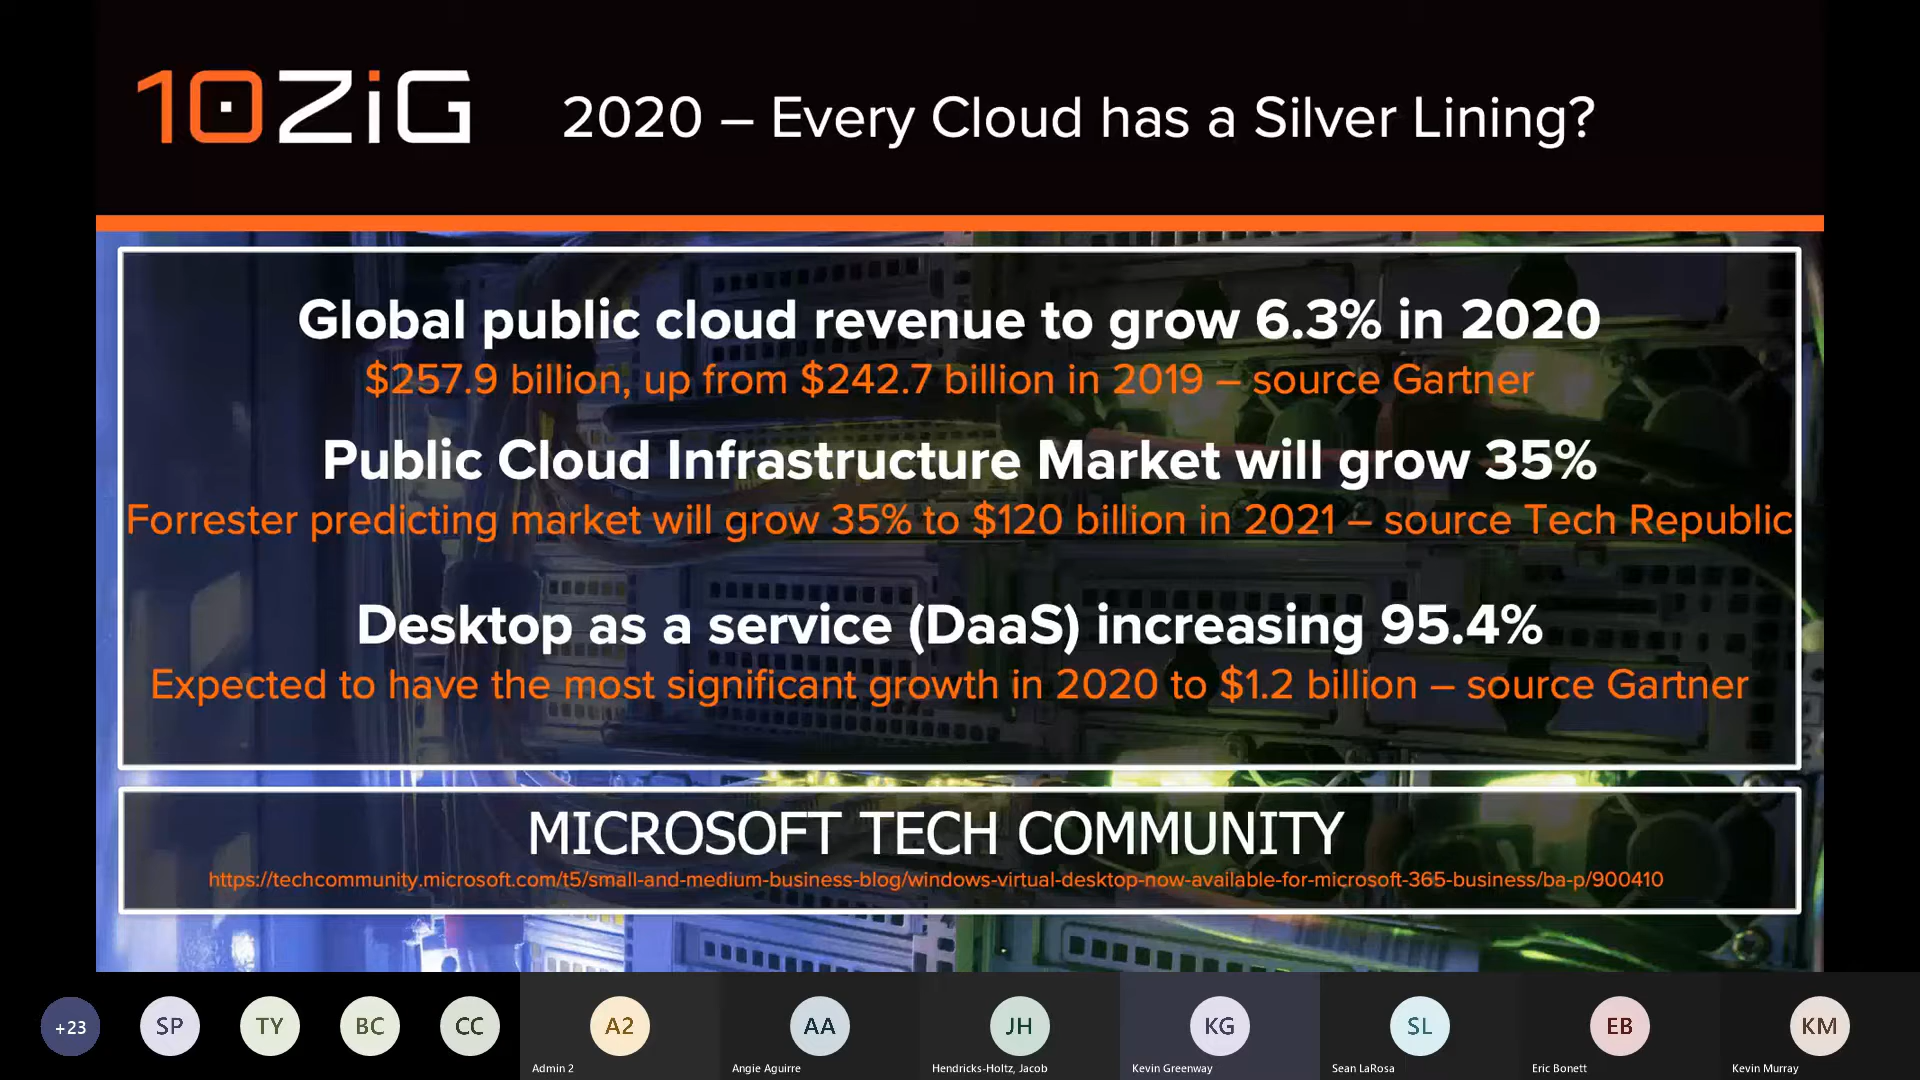 10ZiG
2020 – Every Cloud has a Silver Lining?
Global public cloud revenue to grow 6.3% in 2020
$257.9 billion, up from $242.7 billion in 2019 – source Gartner
Public Cloud Infrastructure Market will grow 35%
Forrester predicting market will grow 35% to $120 billion in 2021 – source Tech Republic
Desktop as a service (DaaS) increasing 95.4%
Expected to have the most significant growth in 2020 to $1.2 billion – source Gartner
MICROSOFT TECH COMMUNITY
https://techcommunity.microsoft.com/t5/small-and-medium-business-blog/windows-virtual-desktop-now-available-for-microsoft-365-business/ba-p/900410
+23 SP TY BC CC A2 AA JH KG SL EB KM
Admin 2 Angie Aguirre Hendricks-Holtz, Jacob Kevin Greenway Sean LaRosa Eric Bonett Kevin Murray